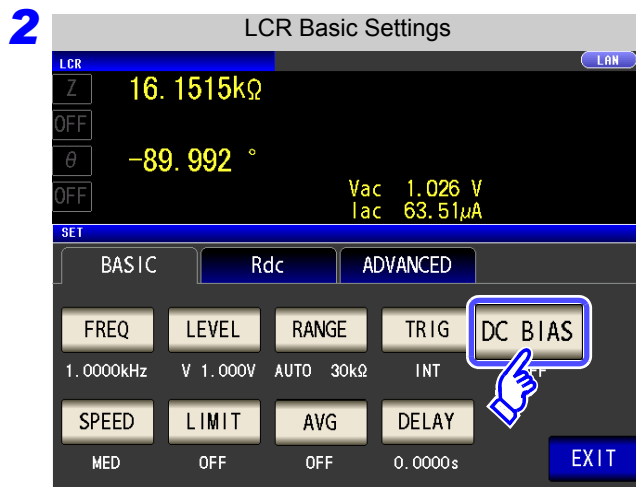 2
LCR Basic Settings
LCR
LAN
Z 16.1515kΩ
OFF
θ -89.992 °
OFF
Vac 1.026 V
Iac 63.51μA
SET
BASIC Rdc ADVANCED
FREQ LEVEL RANGE TRIG DC BIAS
1.0000kHz V 1.000V AUTO 30kΩ INT
SPEED LIMIT AVG DELAY
MED OFF OFF 0.0000s
EXIT